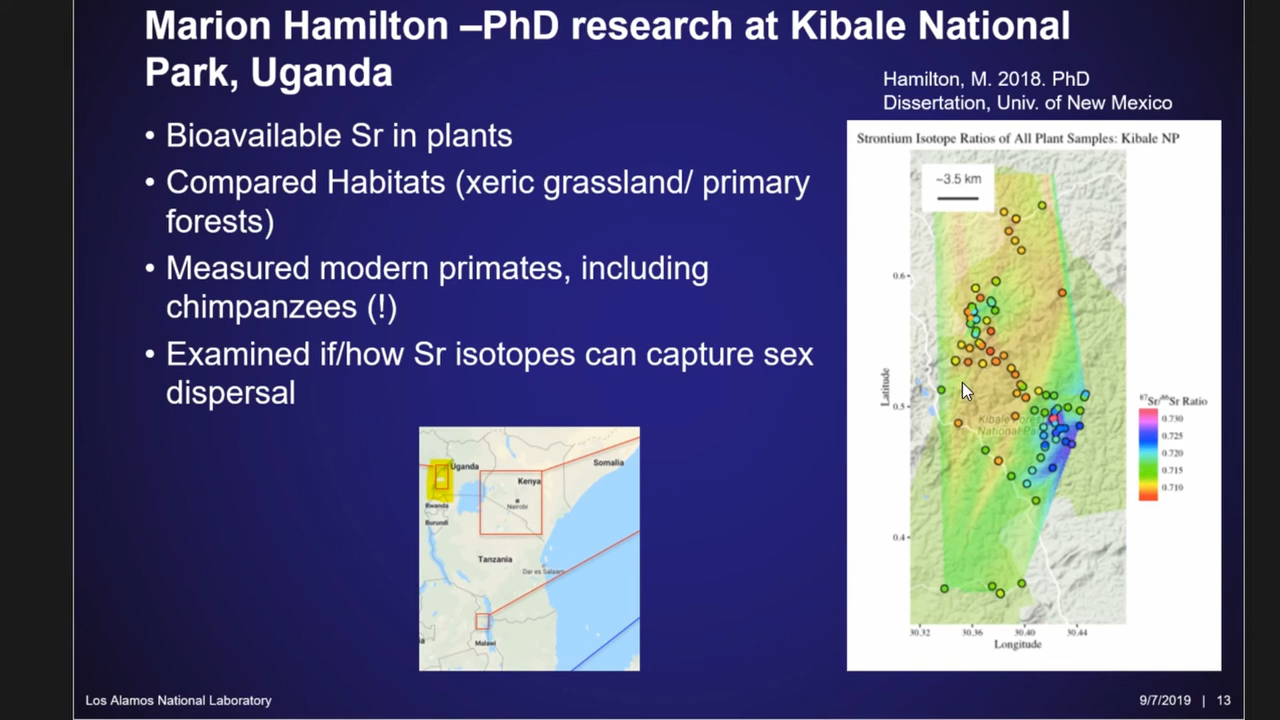 Marion Hamilton –PhD research at Kibale National
Park, Uganda
Hamilton, M. 2018. PhD
Dissertation, Univ. of New Mexico
• Bioavailable Sr in plants
• Compared Habitats (xeric grassland/ primary
forests)
• Measured modern primates, including
chimpanzees (!)
• Examined if/how Sr isotopes can capture sex
dispersal
Strontium Isotope Ratios of All Plant Samples: Kibale NP
~3.5 km
0.6
0.5
0.4
Latitude
Kibale Forest
National Park
30.32 30.36 30.40 30.44
Longitude
87Sr/86Sr Ratio
0.730
0.725
0.720
0.715
0.710
Uganda
Somalia
Kenya
Nairobi
Rwanda
Burundi
Tanzania
Dar es Salaam
Malawi
Los Alamos National Laboratory
9/7/2019 | 13